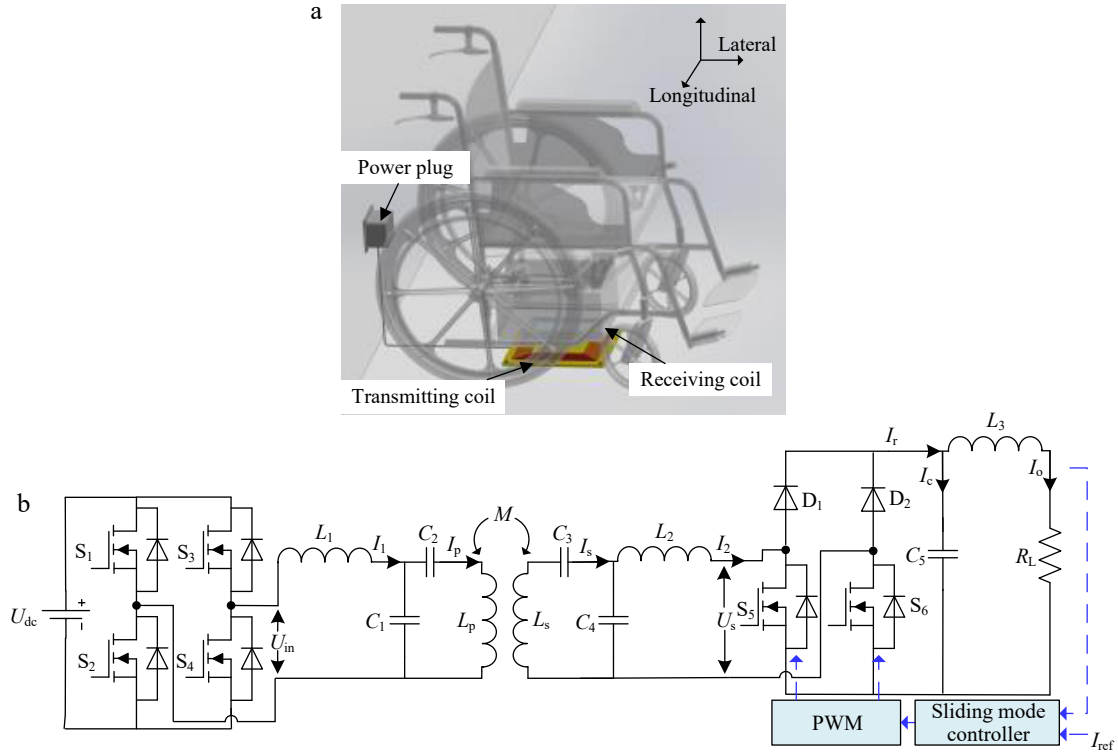 a
Lateral
Longitudinal
Power plug
Receiving coil
Transmitting coil
b
U_dc
+
-
S_1
S_3
S_2
S_4
L_1
I_1
C_2
I_p
M
C_3
I_s
L_2
I_2
U_in
C_1
L_p
L_s
C_4
U_s
D_1
D_2
S_5
S_6
I_r
L_3
I_c
I_o
C_5
R_L
PWM
Sliding mode
controller
I_ref